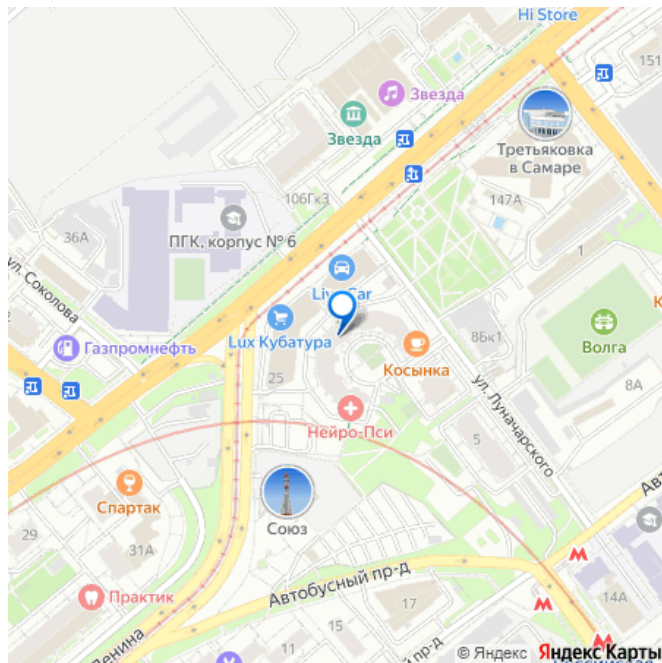 Hi Store
151
Звезда
Звезда
Третьяковка
в Самаре
106Гк3
147А
36А
ПГК, корпус № 6
1
ул. Соколова
Lux Кубатура
Газпромнефть
8Бк1
Волга
Косынка
25
8А
ул. Луначарского
Нейро-Пси
5
Спартак
Союз
29
31А
Автобусный пр-д
14А
Практик
17
11
15
© Яндекс Яндекс Карты